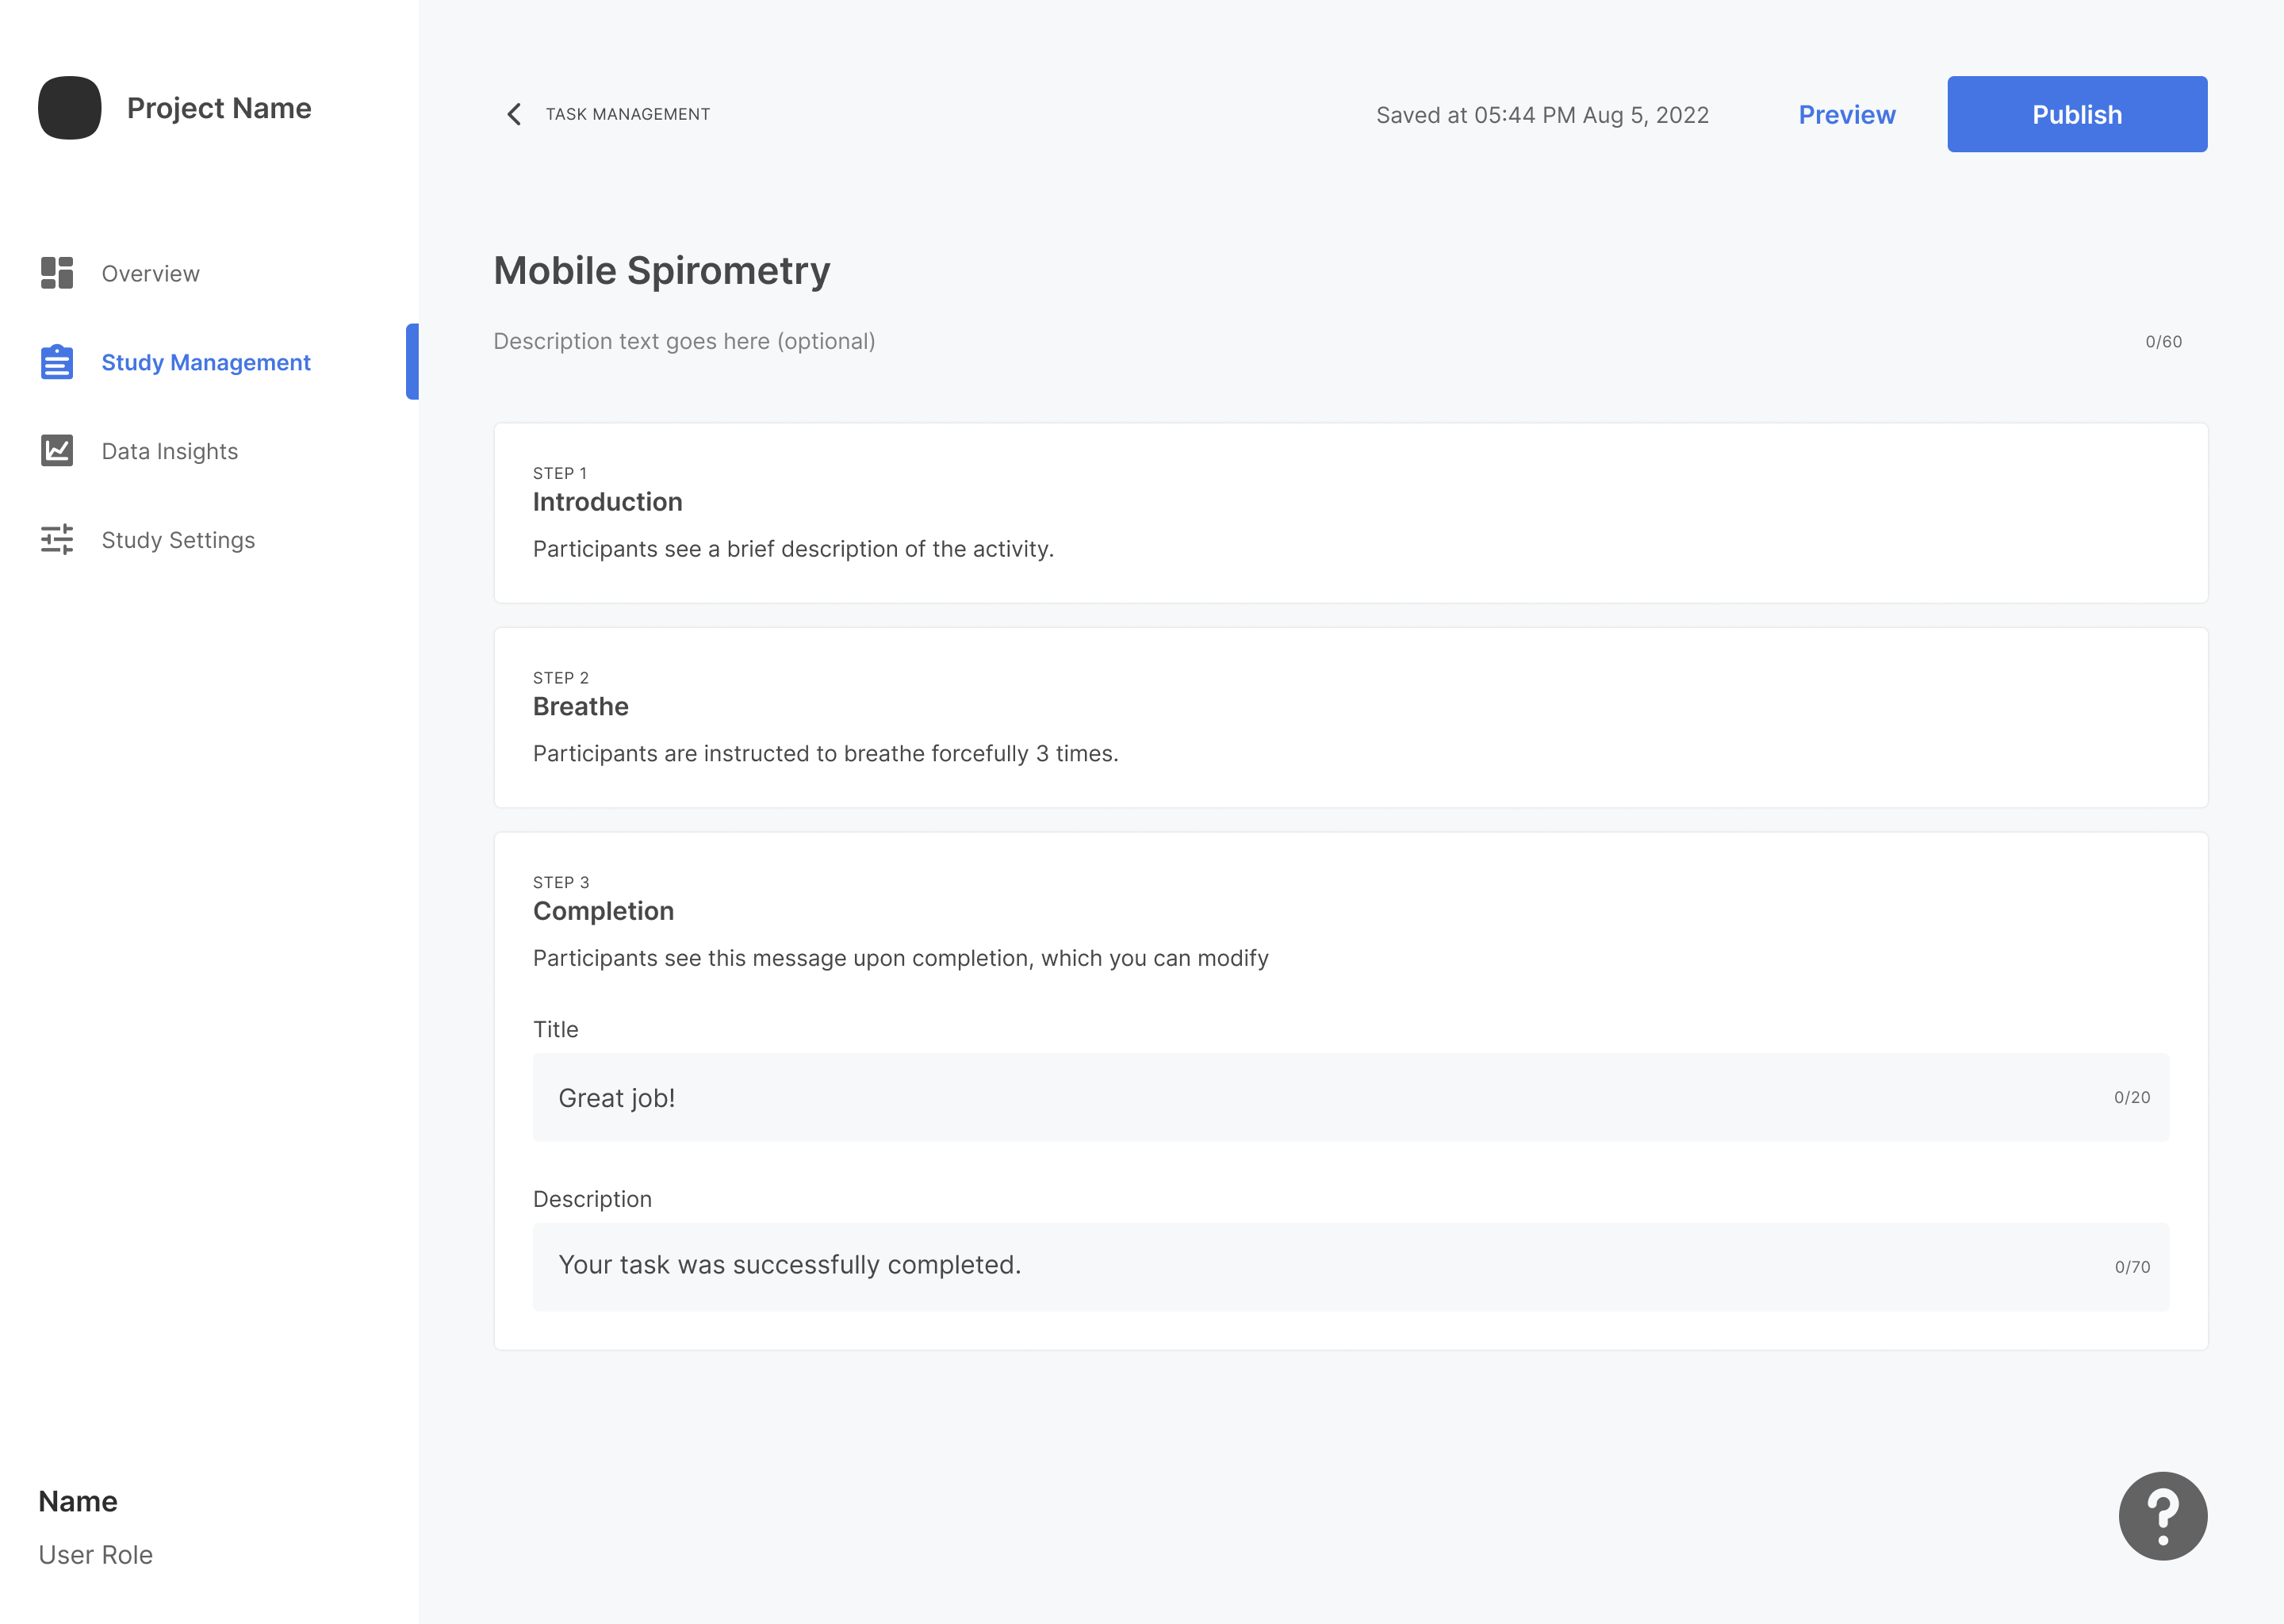 Project Name
Overview
Study Management
Data Insights
Study Settings
Name
User Role
TASK MANAGEMENT
Saved at 05:44 PM Aug 5, 2022
Preview
Publish
Mobile Spirometry
Description text goes here (optional)
0/60
STEP 1
Introduction
Participants see a brief description of the activity.
STEP 2
Breathe
Participants are instructed to breathe forcefully 3 times.
STEP 3
Completion
Participants see this message upon completion, which you can modify
Title
Great job!
0/20
Description
Your task was successfully completed.
0/70
?